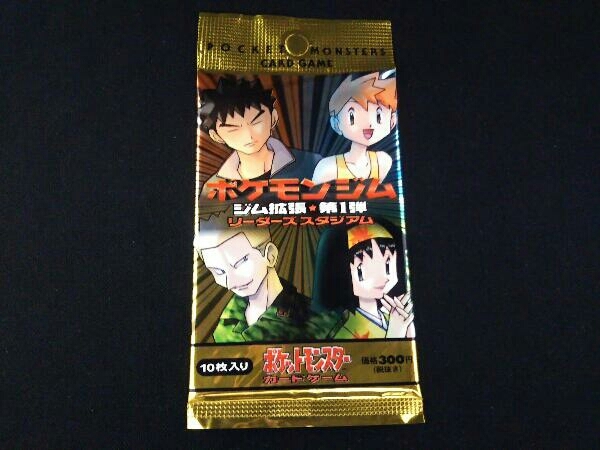 POCKET MONSTERS
CARD GAME
ポケモンジム
ジム拡張★第1弾
リーダーズスタジアム
10枚入り
ポケットモンスター
カードゲーム
価格300円
(税抜き)